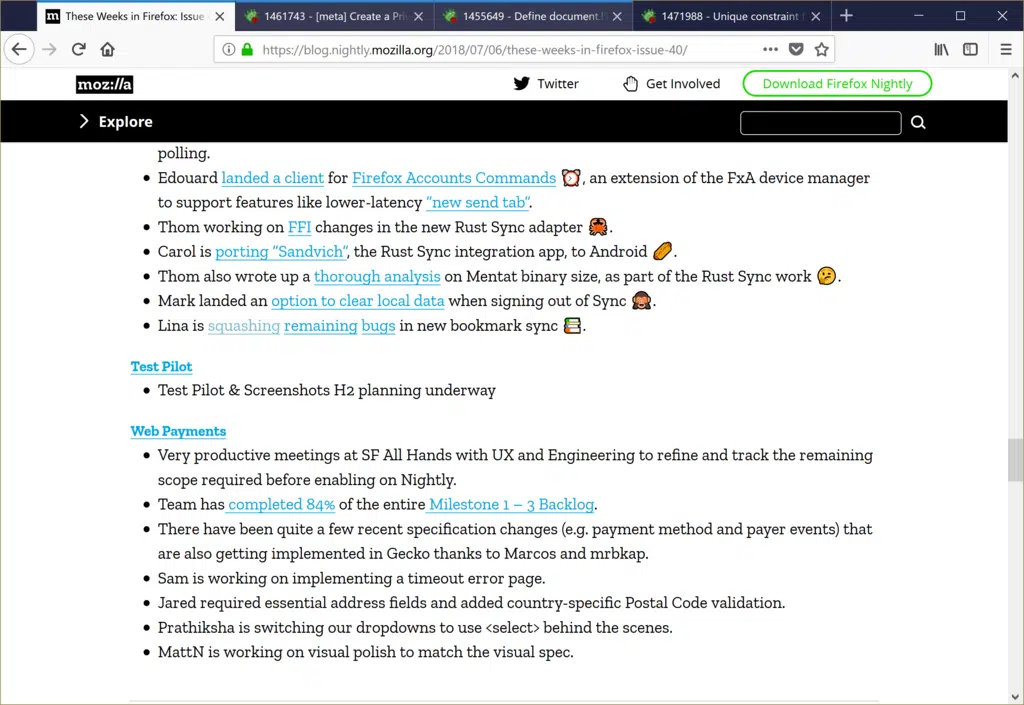 These Weeks in Firefox: Issue
1461743 - [meta] Create a Pri
1455649 - Define document.
1471988 - Unique constraint
https://blog.nightly.mozilla.org/2018/07/06/these-weeks-in-firefox-issue-40/
moz://a
Twitter
Get Involved
Download Firefox Nightly
Explore
polling.
Edouard landed a client for Firefox Accounts Commands ⏰, an extension of the FxA device manager
to support features like lower-latency “new send tab”.
Thom working on FFI changes in the new Rust Sync adapter 🦀.
Carol is porting “Sandvich”, the Rust Sync integration app, to Android 🥖.
Thom also wrote up a thorough analysis on Mentat binary size, as part of the Rust Sync work 🤔.
Mark landed an option to clear local data when signing out of Sync 🙈.
Lina is squashing remaining bugs in new bookmark sync 📚.
Test Pilot
Test Pilot & Screenshots H2 planning underway
Web Payments
Very productive meetings at SF All Hands with UX and Engineering to refine and track the remaining
scope required before enabling on Nightly.
Team has completed 84% of the entire Milestone 1 – 3 Backlog.
There have been quite a few recent specification changes (e.g. payment method and payer events) that
are also getting implemented in Gecko thanks to Marcos and mrbkap.
Sam is working on implementing a timeout error page.
Jared required essential address fields and added country-specific Postal Code validation.
Prathiksha is switching our dropdowns to use <select> behind the scenes.
MattN is working on visual polish to match the visual spec.